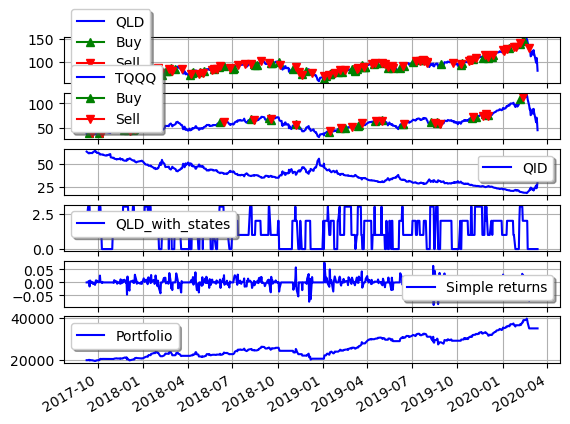 QLD
Buy
Sell
150
100
TQQQ
Buy
Sell
100
50
50
25
QID
2.5
0.0
QLD_with_states
0.05
0.00
−0.05
Simple returns
40000
20000
Portfolio
2017-10
2018-01
2018-04
2018-07
2018-10
2019-01
2019-04
2019-07
2019-10
2020-01
2020-04